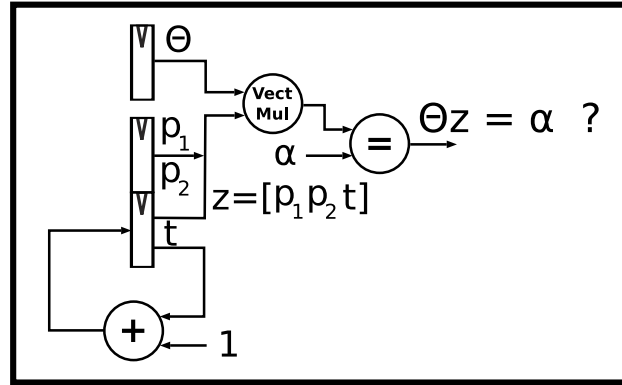 Θ
Vect
Mul
p₁
p₂
α
=
Θz = α ?
z=[p₁p₂t]
t
+
1